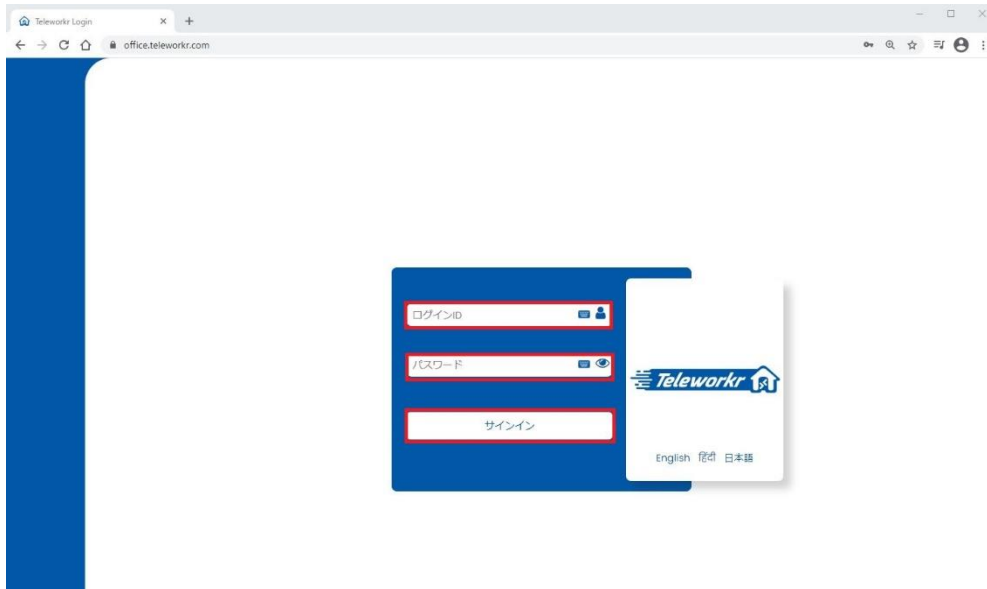 Teleworkr Login
office.teleworkr.com
ログインID
パスワード
サインイン
Teleworkr
English हिंदी 日本語